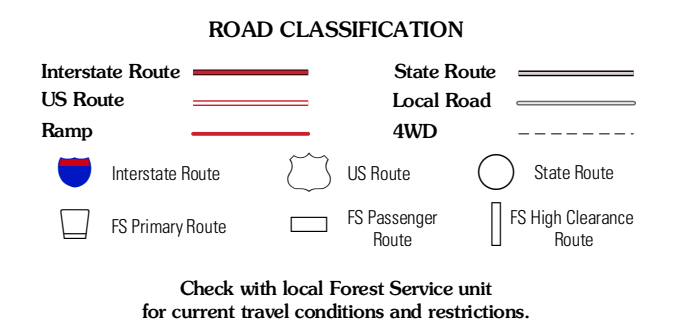 ROAD CLASSIFICATION
Interstate Route
State Route
US Route
Local Road
Ramp
4WD
Interstate Route
US Route
State Route
FS Primary Route
FS Passenger
Route
FS High Clearance
Route
Check with local Forest Service unit
for current travel conditions and restrictions.